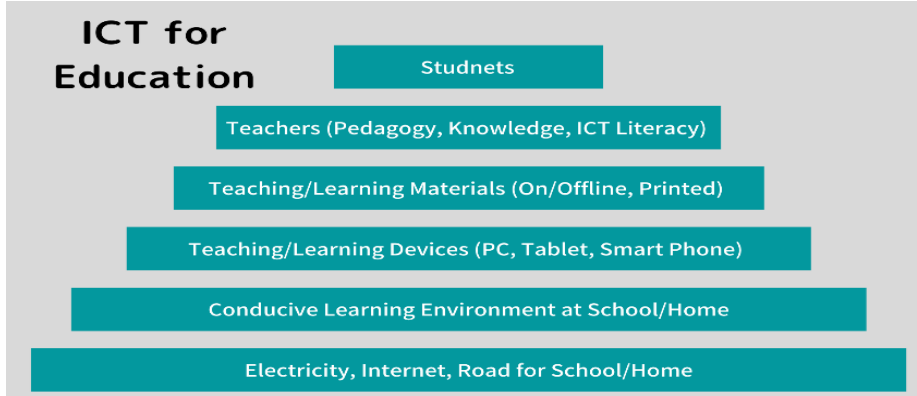 ICT for
Education
Studnets
Teachers (Pedagogy, Knowledge, ICT Literacy)
Teaching/Learning Materials (On/Offline, Printed)
Teaching/Learning Devices (PC, Tablet, Smart Phone)
Conducive Learning Environment at School/Home
Electricity, Internet, Road for School/Home